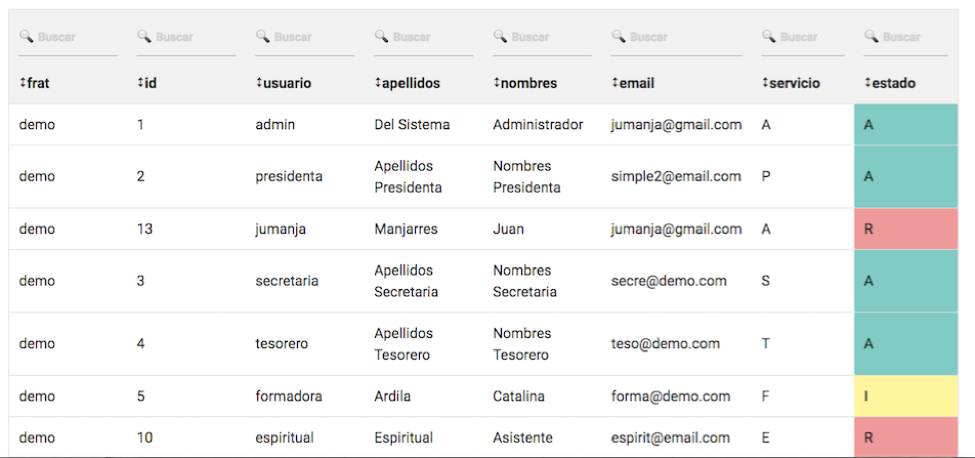 Buscar Buscar Buscar Buscar Buscar Buscar Buscar Buscar
↕frat ↕id ↕usuario ↕apellidos ↕nombres ↕email ↕servicio ↕estado
demo 1 admin Del Sistema Administrador jumanja@gmail.com A A
demo 2 presidenta Apellidos Presidenta Nombres Presidenta simple2@email.com P A
demo 13 jumanja Manjarres Juan jumanja@gmail.com A R
demo 3 secretaria Apellidos Secretaria Nombres Secretaria secre@demo.com S A
demo 4 tesorero Apellidos Tesorero Nombres Tesorero teso@demo.com T A
demo 5 formadora Ardila Catalina forma@demo.com F I
demo 10 espiritual Espiritual Asistente espirit@email.com E R